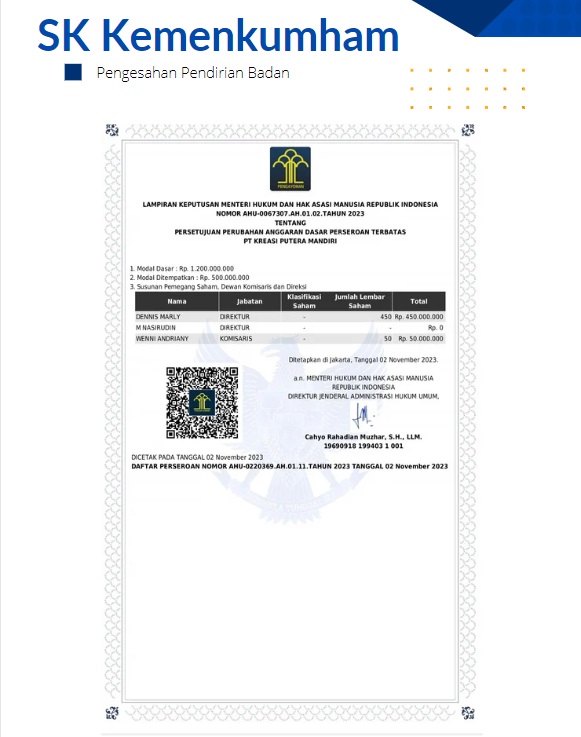 SK Kemenkumham
Pengesahan Pendirian Badan
PENGAYOMAN
LAMPIRAN KEPUTUSAN MENTERI HUKUM DAN HAK ASASI MANUSIA REPUBLIK INDONESIA
NOMOR AHU-0067307.AH.01.02.TAHUN 2023
TENTANG
PERSETUJUAN PERUBAHAN ANGGARAN DASAR PERSEROAN TERBATAS
PT KREASI PUTERA MANDIRI
1. Modal Dasar : Rp. 1.200.000.000
2. Modal Ditempatkan : Rp. 500.000.000
3. Susunan Pemegang Saham, Dewan Komisaris dan Direksi
Nama Jabatan Klasifikasi Saham Jumlah Lembar Saham Total
DENNIS MARLY DIREKTUR - 450 Rp. 450.000.000
M NASIRUDIN DIREKTUR - - Rp. 0
WENNI ANDRIANY KOMISARIS - 50 Rp. 50.000.000
Ditetapkan di Jakarta, Tanggal 02 November 2023.
a.n. MENTERI HUKUM DAN HAK ASASI MANUSIA
REPUBLIK INDONESIA
DIREKTUR JENDERAL ADMINISTRASI HUKUM UMUM,
Cahyo Rahadian Muzhar, S.H., LLM.
19690918 199403 1 001
DICETAK PADA TANGGAL 02 November 2023
DAFTAR PERSEROAN NOMOR AHU-0220369.AH.01.11.TAHUN 2023 TANGGAL 02 November 2023